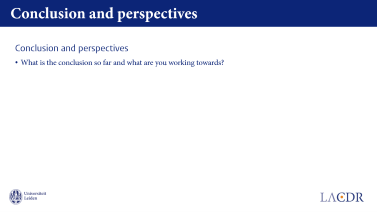 Conclusion and perspectives
Conclusion and perspectives
• What is the conclusion so far and what are you working towards?
Universiteit
Leiden
LACDR